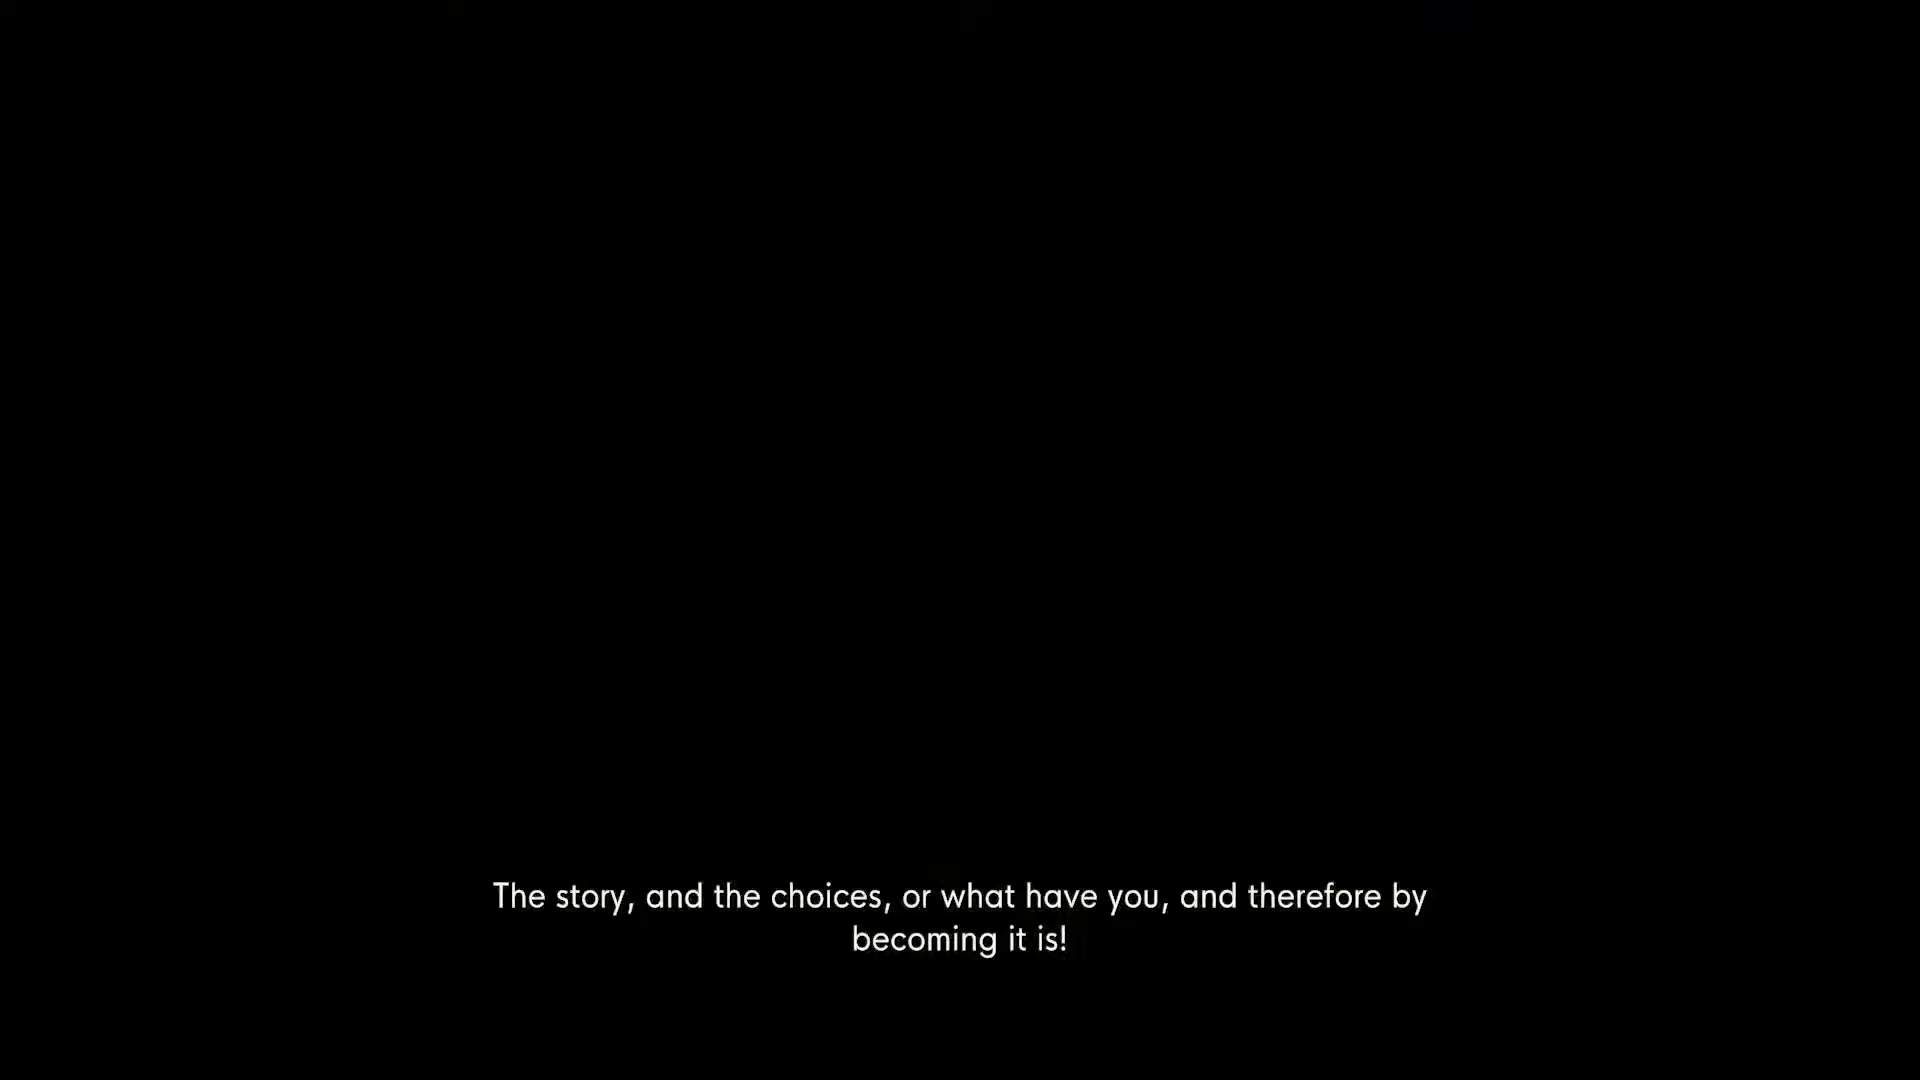 The story, and the choices, or what have you, and therefore by
becoming it is!